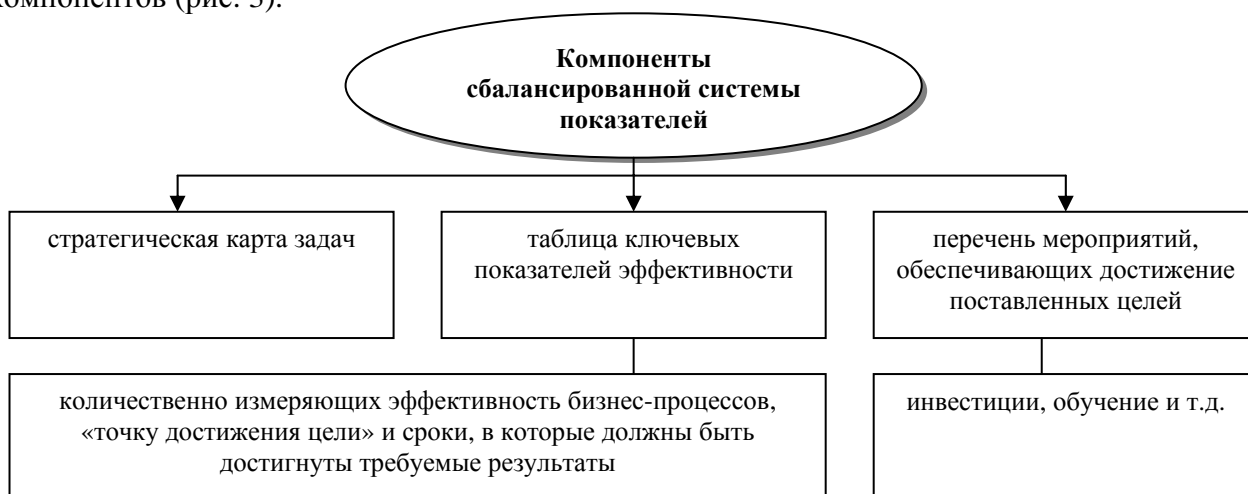 компонентов (рис. 3).
Компоненты
сбалансированной системы
показателей
стратегическая карта задач
таблица ключевых
показателей эффективности
перечень мероприятий,
обеспечивающих достижение
поставленных целей
количественно измеряющих эффективность бизнес-процессов,
«точку достижения цели» и сроки, в которые должны быть
достигнуты требуемые результаты
инвестиции, обучение и т.д.